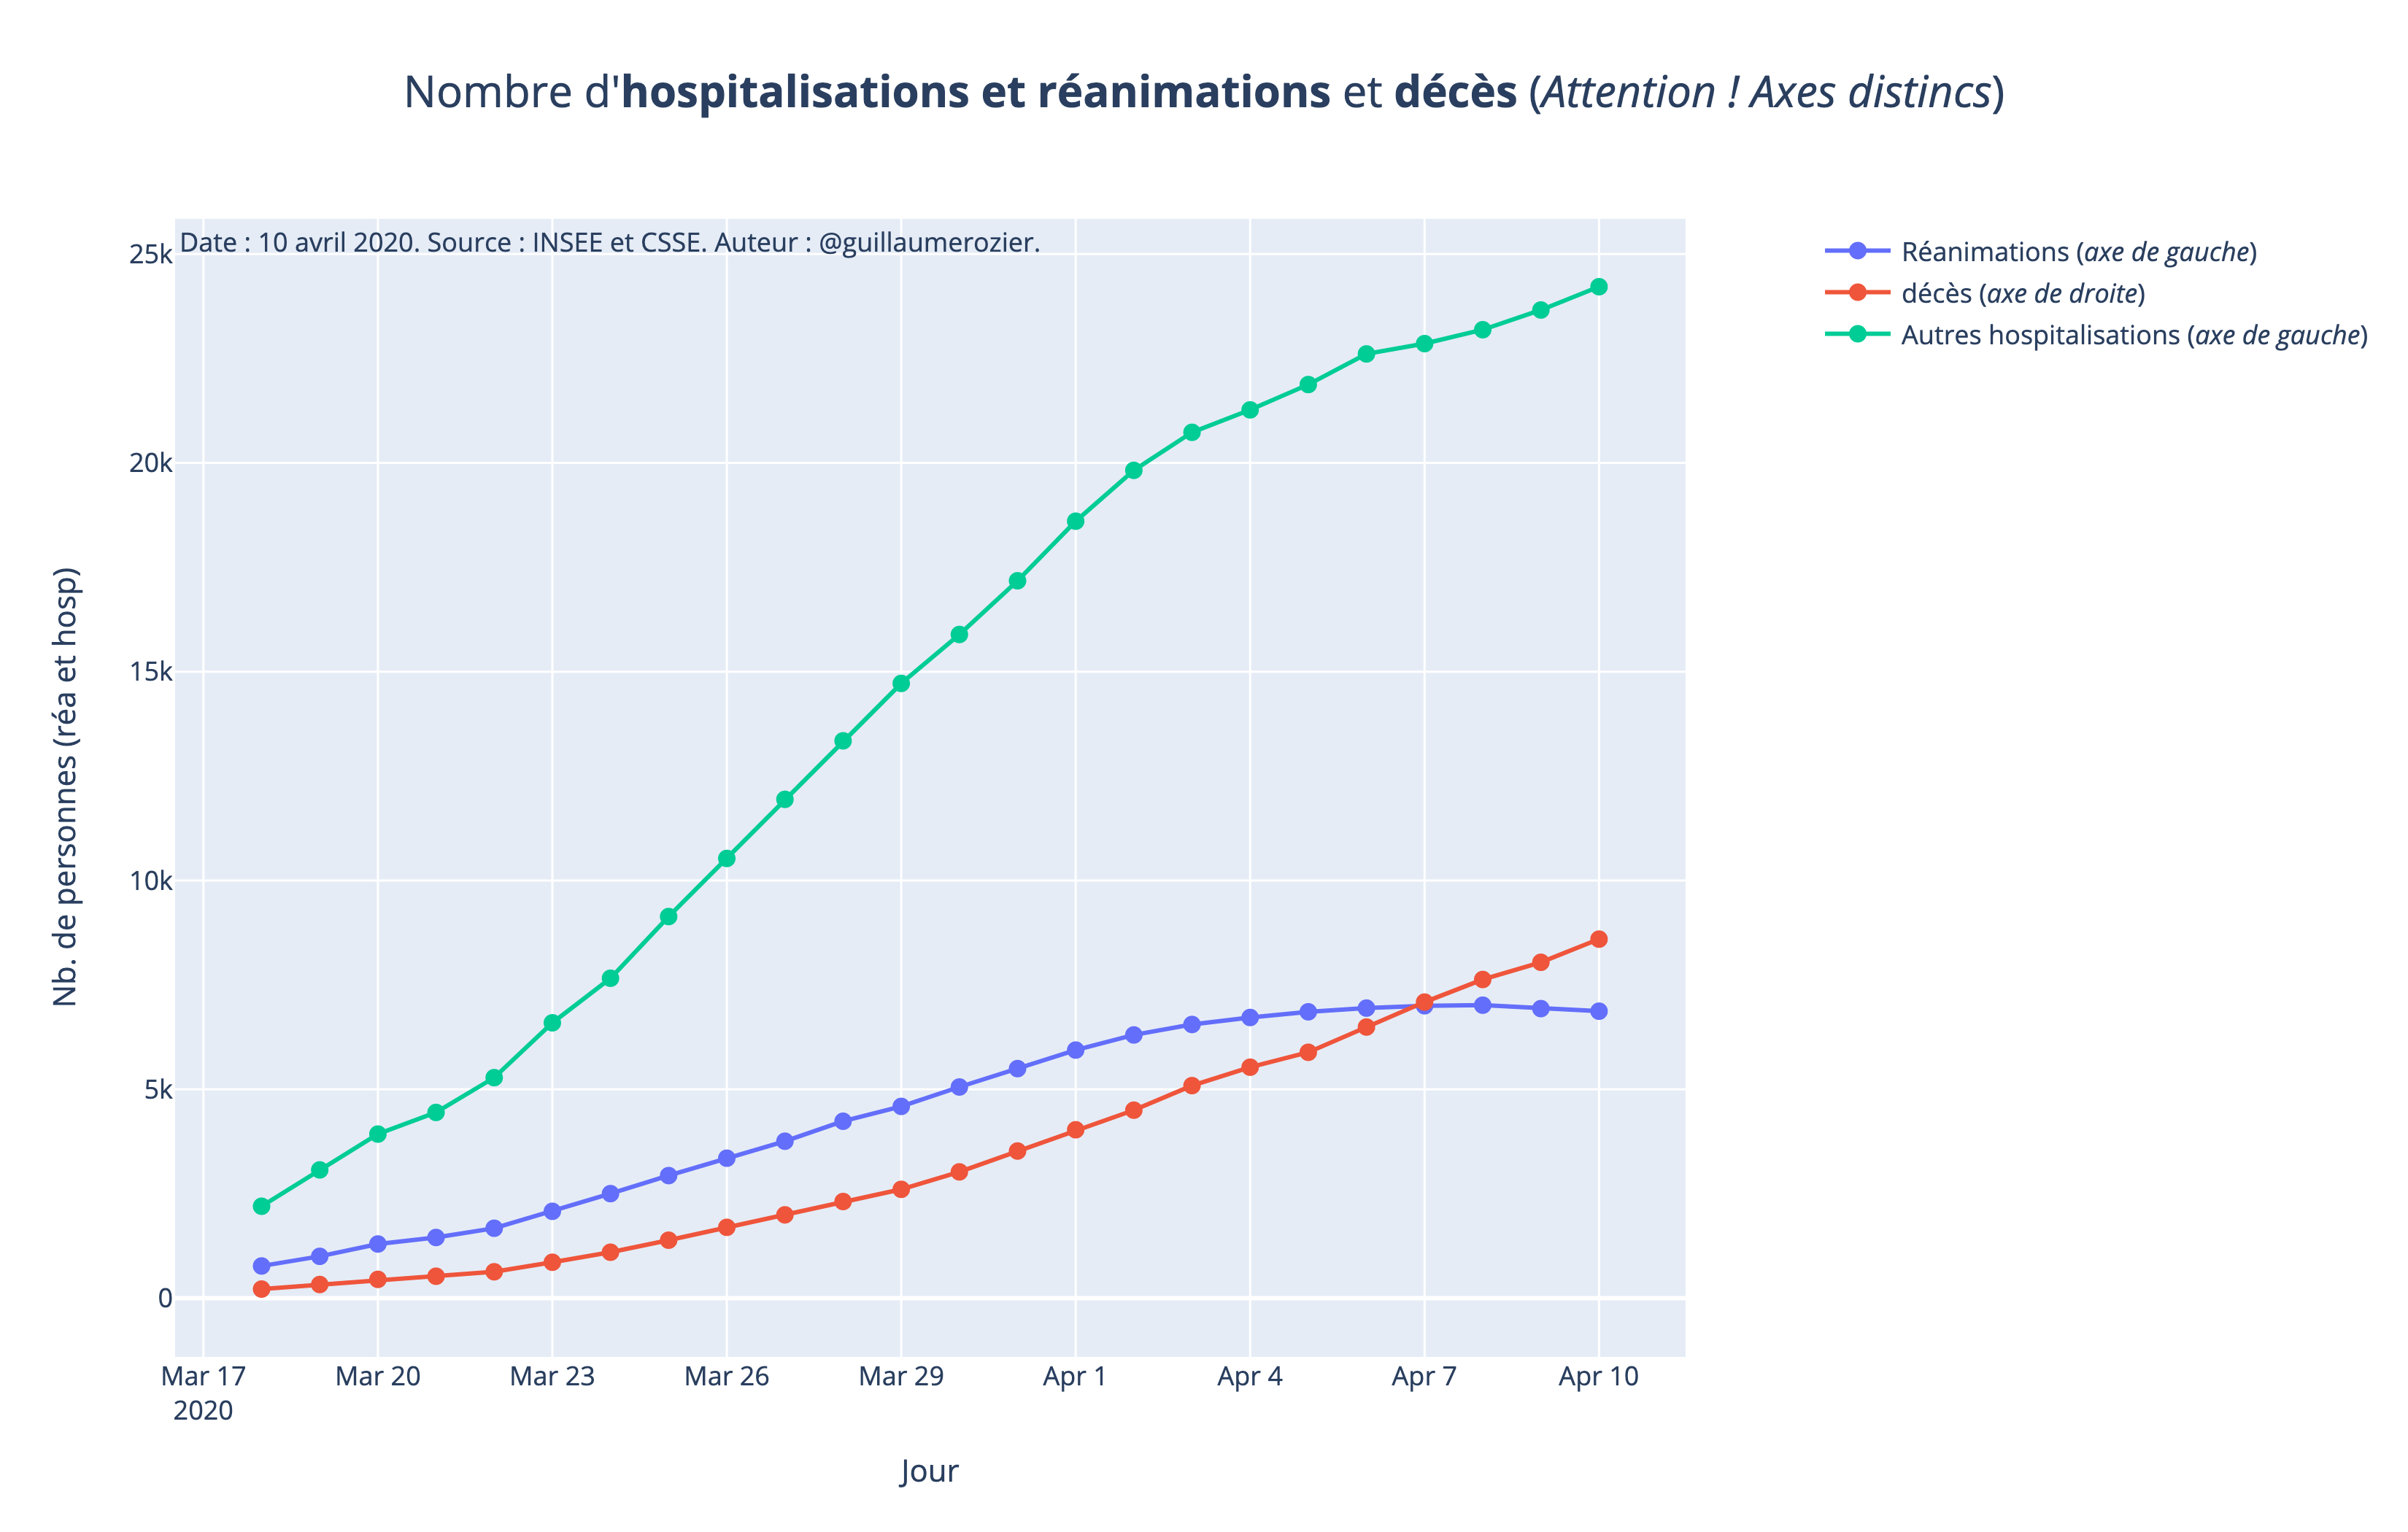 Nombre d'hospitalisations et réanimations et décès (Attention ! Axes distincs)
Date : 10 avril 2020. Source : INSEE et CSSE. Auteur : @guillaumerozier.
Réanimations (axe de gauche)
décès (axe de droite)
Autres hospitalisations (axe de gauche)
Nb. de personnes (réa et hosp)
25k
20k
15k
10k
5k
0
Mar 17 Mar 20 Mar 23 Mar 26 Mar 29 Apr 1 Apr 4 Apr 7 Apr 10
2020
Jour